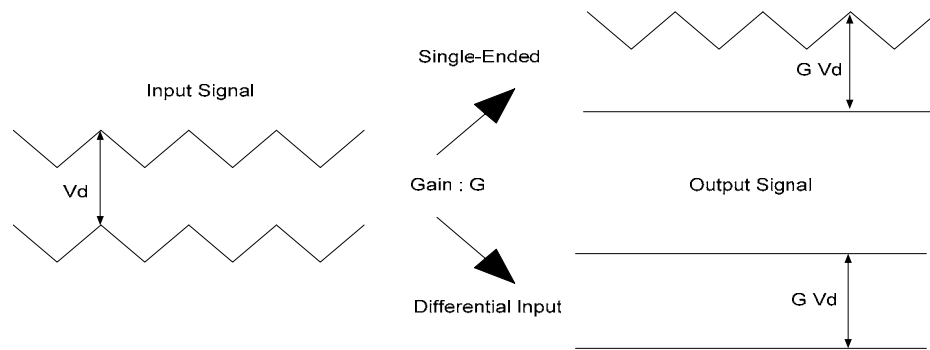 Single-Ended
G Vd
Input Signal
Vd
Gain : G
Output Signal
Differential Input
G Vd